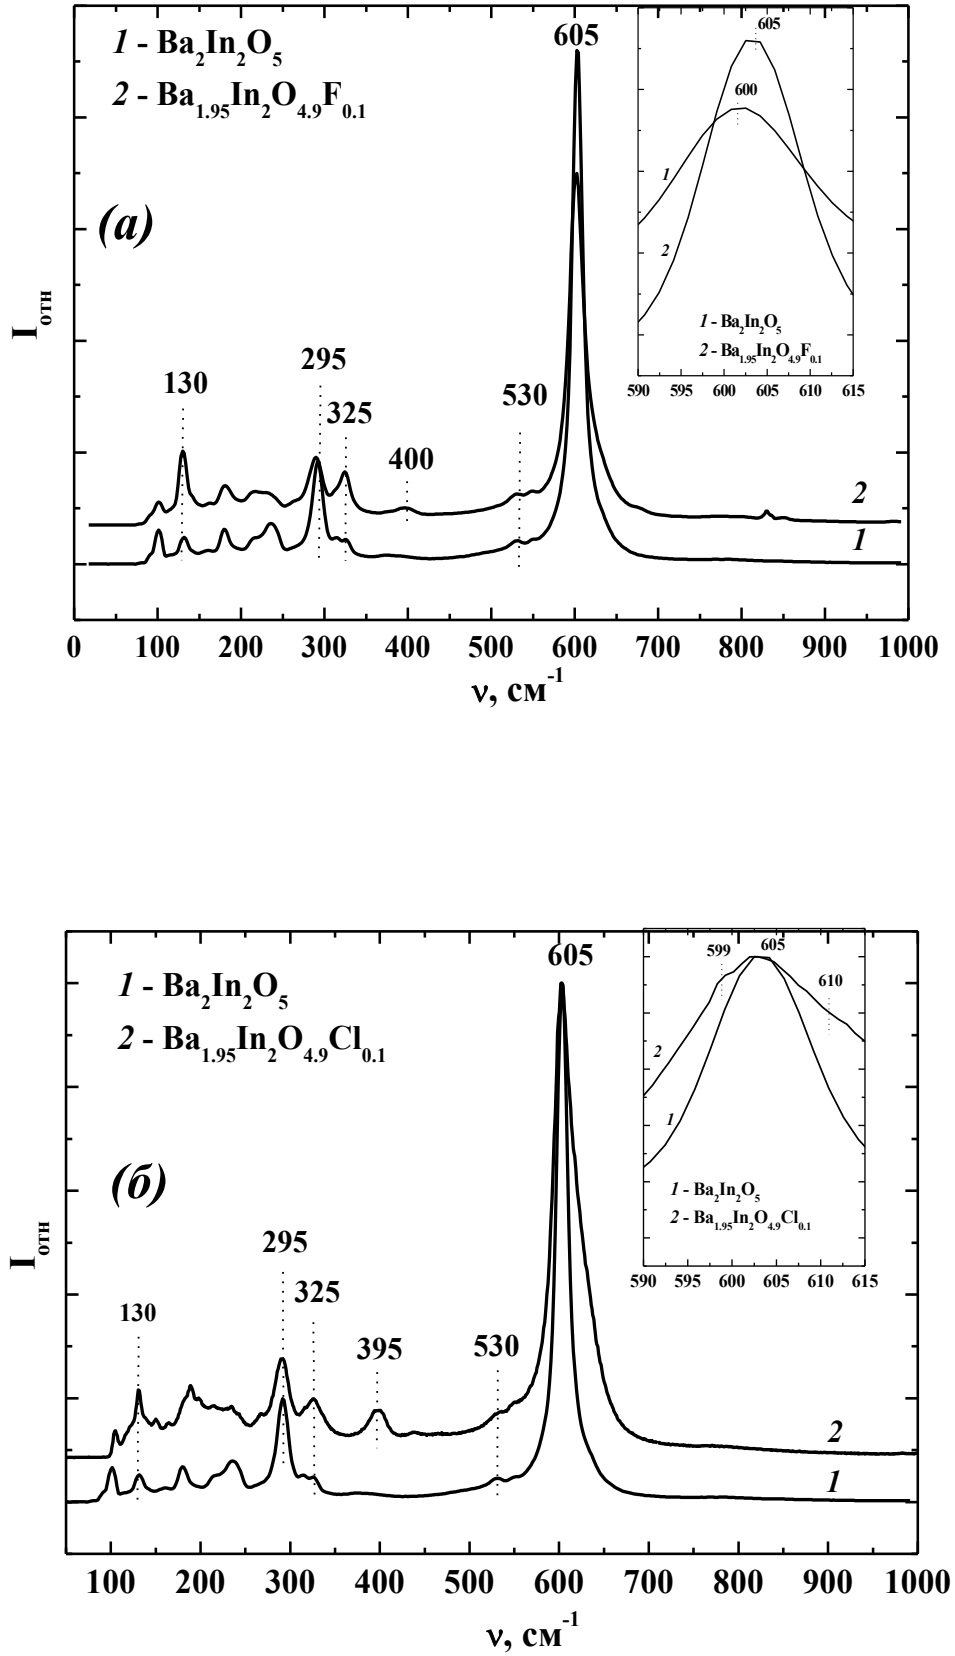 1 - Ba₂In₂O₅
2 - Ba₁.₉₅In₂O₄.₉F₀.₁
(а)
605
130
295
325
400
530
2
1
605
600
1
2
1 - Ba₂In₂O₅
2 - Ba₁.₉₅In₂O₄.₉F₀.₁
590 595 600 605 610 615
Iотн
0 100 200 300 400 500 600 700 800 900 1000
ν, см⁻¹
1 - Ba₂In₂O₅
2 - Ba₁.₉₅In₂O₄.₉Cl₀.₁
(б)
605
130
295
325
395
530
2
1
599
605
610
2
1
1 - Ba₂In₂O₅
2 - Ba₁.₉₅In₂O₄.₉Cl₀.₁
590 595 600 605 610 615
Iотн
100 200 300 400 500 600 700 800 900 1000
ν, см⁻¹